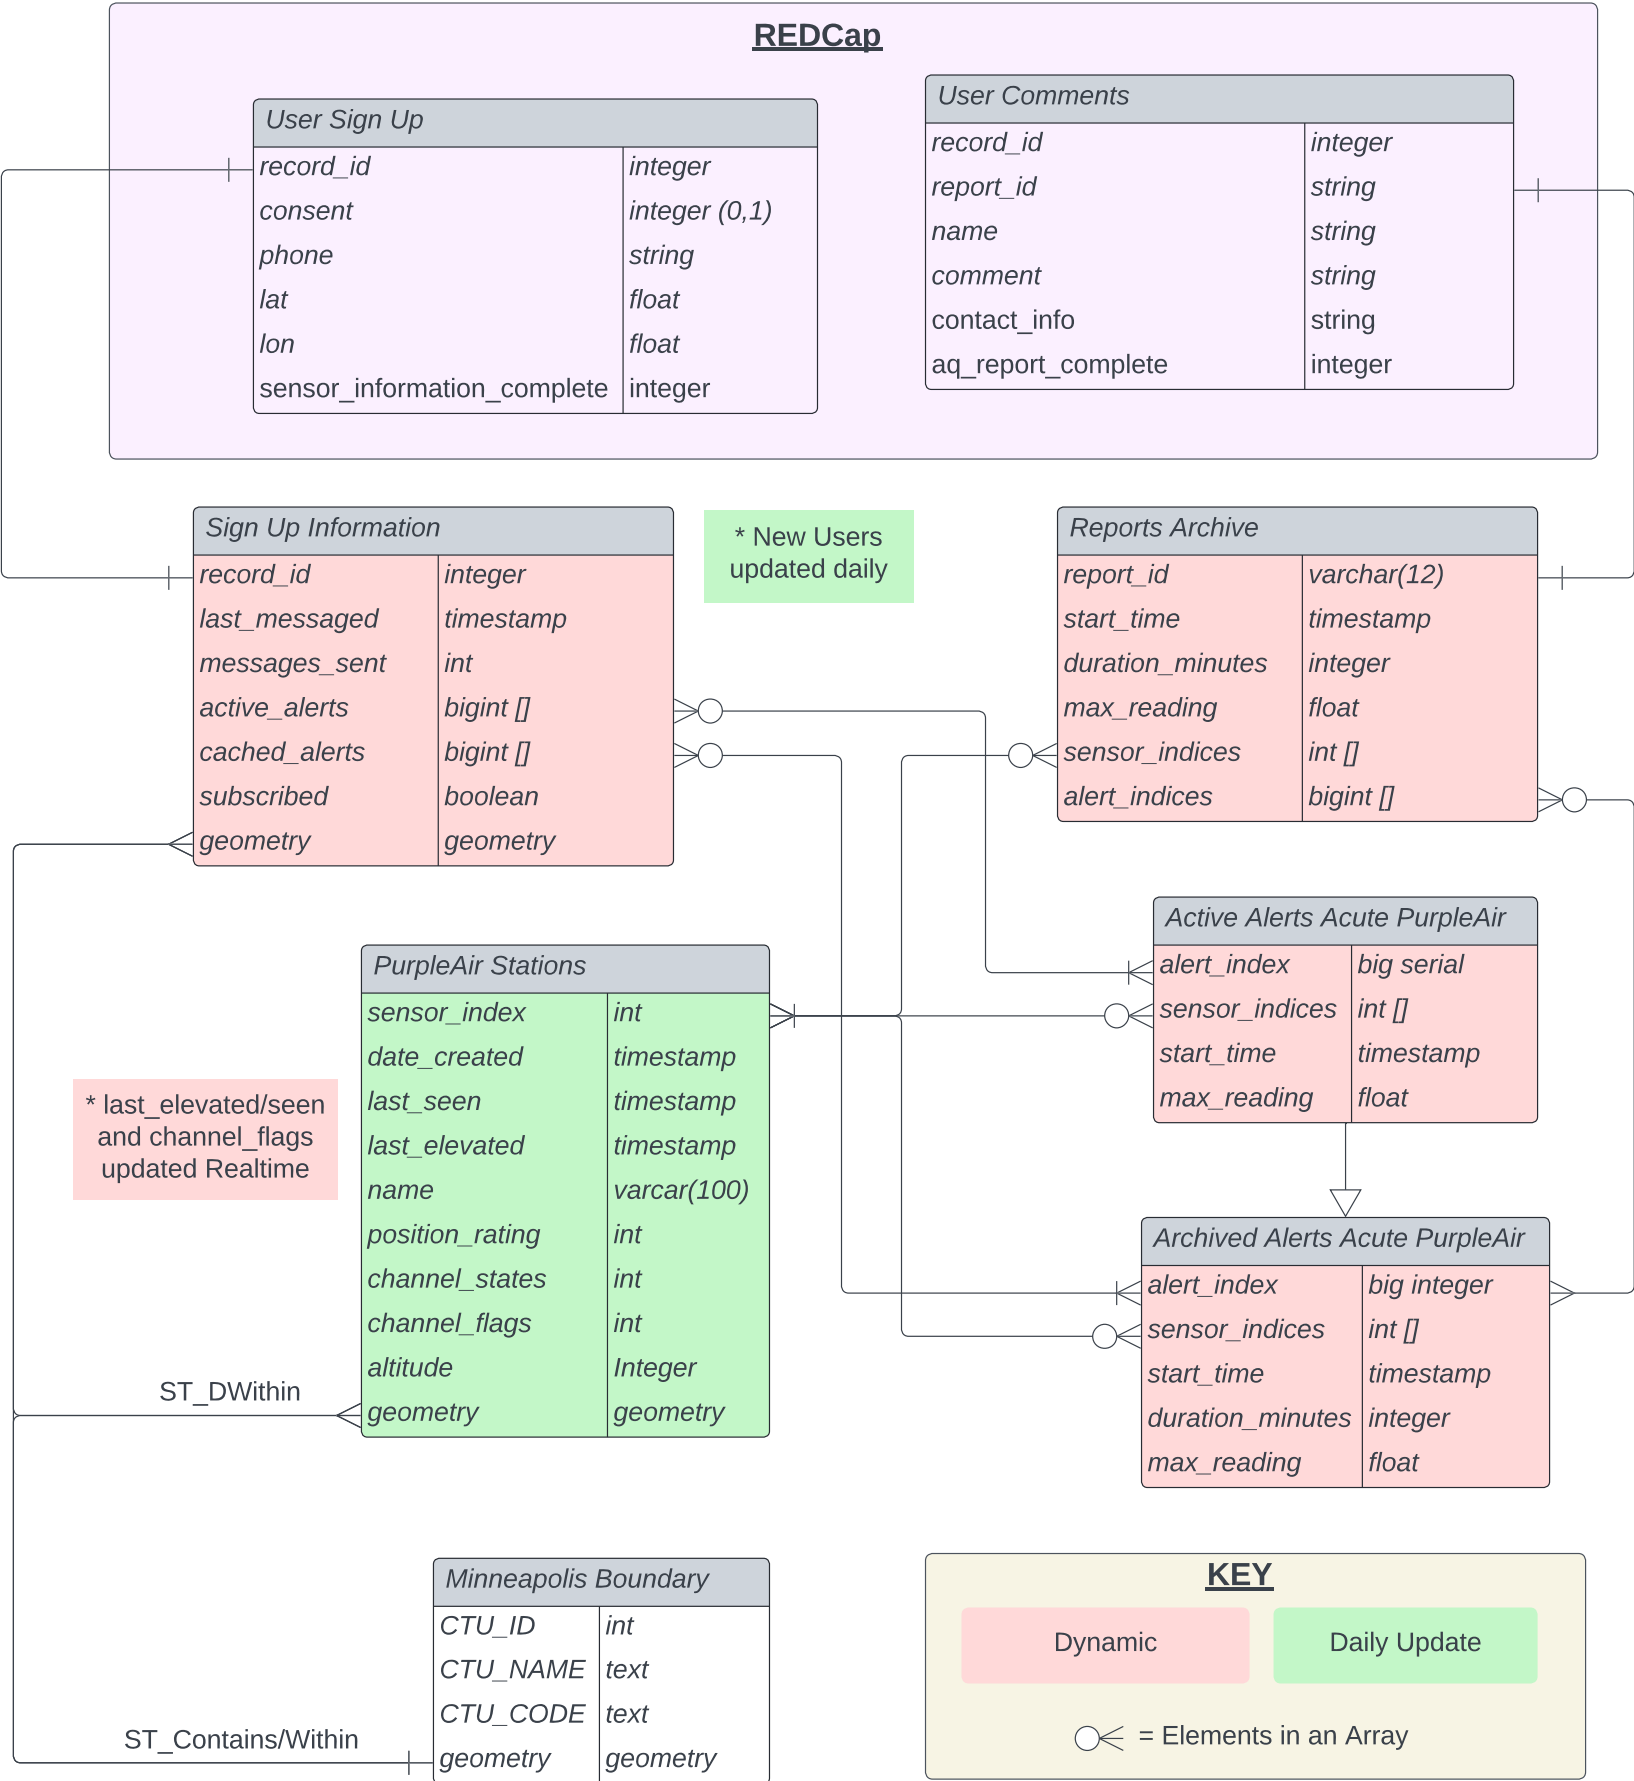 REDCap
User Sign Up
record_id integer
consent integer (0,1)
phone string
lat float
lon float
sensor_information_complete integer
User Comments
record_id integer
report_id string
name string
comment string
contact_info string
aq_report_complete integer
Sign Up Information
record_id integer
last_messaged timestamp
messages_sent int
active_alerts bigint []
cached_alerts bigint []
subscribed boolean
geometry geometry
* New Users
updated daily
Reports Archive
report_id varchar(12)
start_time timestamp
duration_minutes integer
max_reading float
sensor_indices int []
alert_indices bigint []
Active Alerts Acute PurpleAir
alert_index big serial
sensor_indices int []
start_time timestamp
max_reading float
PurpleAir Stations
sensor_index int
date_created timestamp
last_seen timestamp
last_elevated timestamp
name varcar(100)
position_rating int
channel_states int
channel_flags int
altitude Integer
geometry geometry
* last_elevated/seen
and channel_flags
updated Realtime
ST_DWithin
Archived Alerts Acute PurpleAir
alert_index big integer
sensor_indices int []
start_time timestamp
duration_minutes integer
max_reading float
Minneapolis Boundary
CTU_ID int
CTU_NAME text
CTU_CODE text
geometry geometry
ST_Contains/Within
KEY
Dynamic
Daily Update
= Elements in an Array